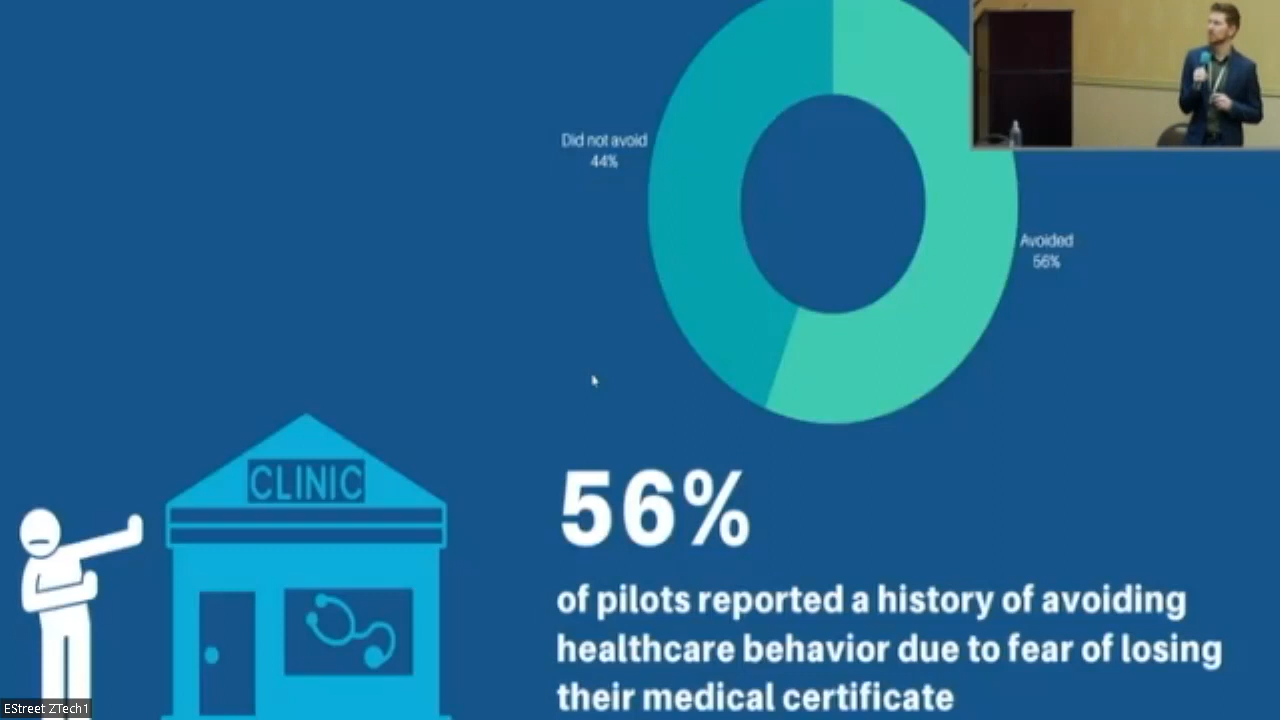 Did not avoid
44%
Avoided
56%
CLINIC
56%
of pilots reported a history of avoiding
healthcare behavior due to fear of losing
their medical certificate
EStreet ZTech1